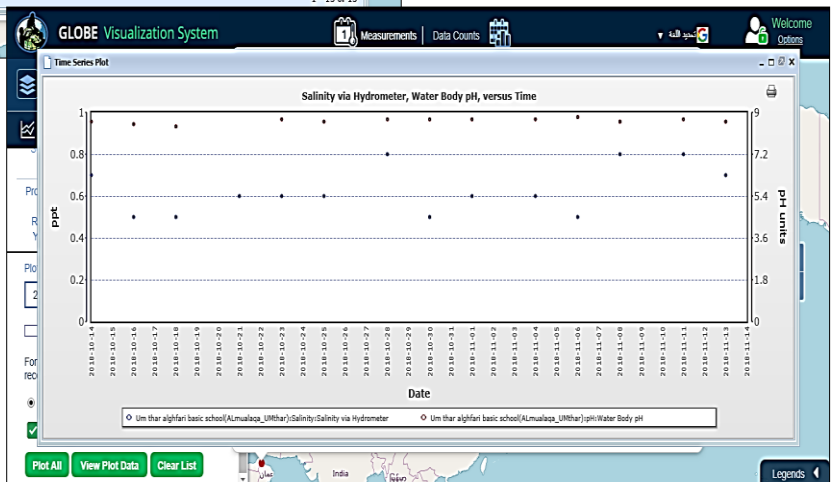 GLOBE Visualization System
1 Measurements | Data Counts
Welcome
Options
Time Series Plot
Salinity via Hydrometer, Water Body pH, versus Time
1
0.8
0.6
0.4
0.2
0
ppt
9
7.2
5.4
3.6
1.8
0
pH units
2018-10-14
2018-10-15
2018-10-16
2018-10-17
2018-10-18
2018-10-19
2018-10-20
2018-10-21
2018-10-22
2018-10-23
2018-10-24
2018-10-25
2018-10-26
2018-10-27
2018-10-28
2018-10-29
2018-10-30
2018-10-31
2018-11-01
2018-11-02
2018-11-03
2018-11-04
2018-11-05
2018-11-06
2018-11-07
2018-11-08
2018-11-09
2018-11-10
2018-11-11
2018-11-12
2018-11-13
2018-11-14
Date
Um thar alghfari basic school(ALmualaqa_UMthar):Salinity:Salinity via Hydrometer
Um thar alghfari basic school(ALmualaqa_UMthar):pH:Water Body pH
Pro
R
Y
Plo
2
For
rec
Plot All
View Plot Data
Clear List
عمان
India
Legends